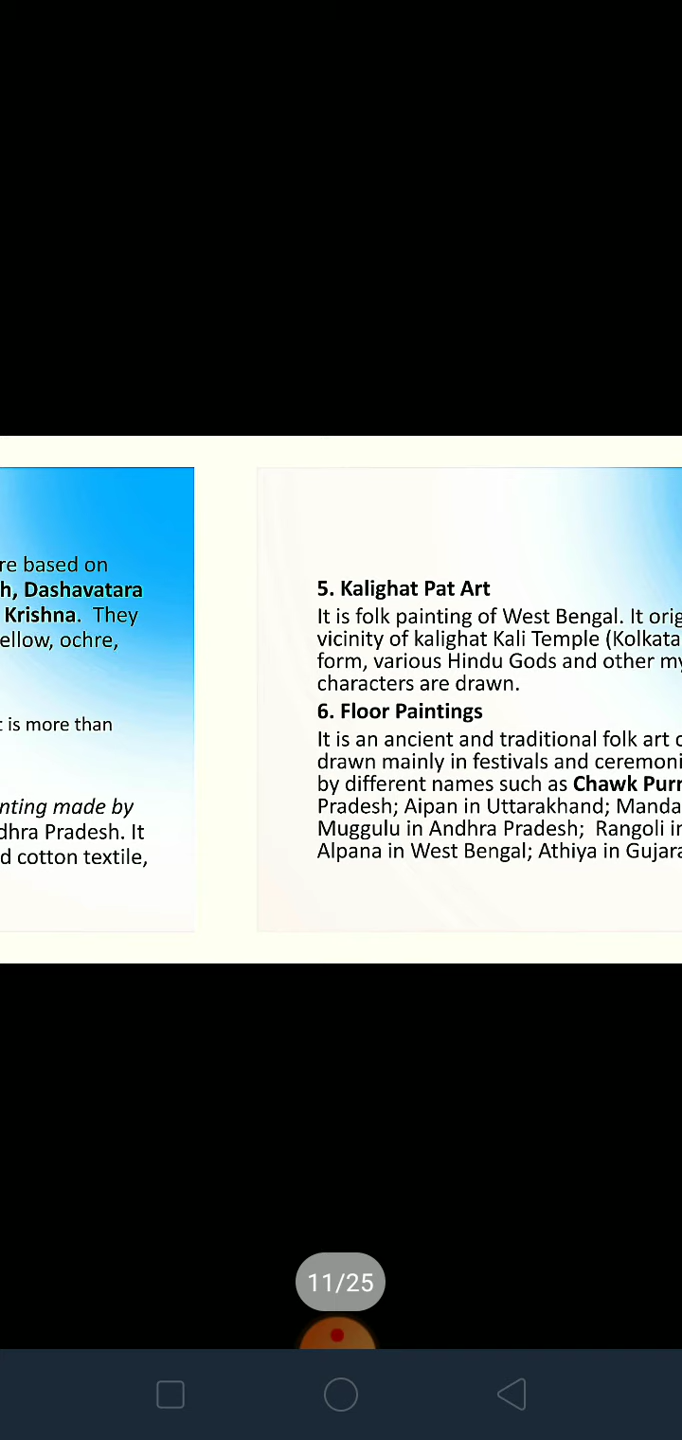 re based on
h, Dashavatara
Krishna. They
ellow, ochre,
is more than
nting made by
dhra Pradesh. It
d cotton textile,
5. Kalighat Pat Art
It is folk painting of West Bengal. It orig
vicinity of kalighat Kali Temple (Kolkata
form, various Hindu Gods and other my
characters are drawn.
6. Floor Paintings
It is an ancient and traditional folk art o
drawn mainly in festivals and ceremoni
by different names such as Chawk Purn
Pradesh; Aipan in Uttarakhand; Manda
Muggulu in Andhra Pradesh; Rangoli in
Alpana in West Bengal; Athiya in Gujara
11/25